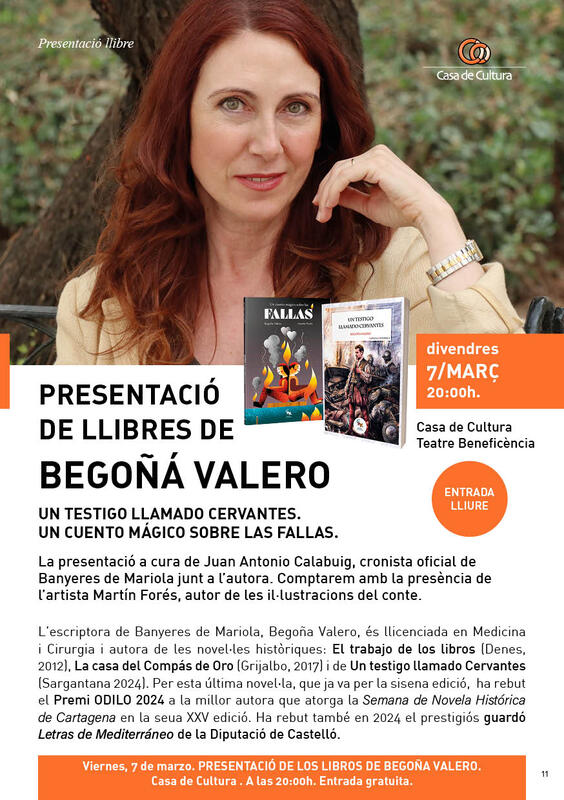 Presentació llibre
Casa de Cultura
Un cuento mágico sobre las
FALLAS
UN TESTIGO
LLAMADO CERVANTES
divendres
7/MARÇ
20:00h.
PRESENTACIÓ
DE LLIBRES DE
BEGOÑÁ VALERO
Casa de Cultura
Teatre Beneficència
ENTRADA
LLIURE
UN TESTIGO LLAMADO CERVANTES.
UN CUENTO MÁGICO SOBRE LAS FALLAS.
La presentació a cura de Juan Antonio Calabuig, cronista oficial de
Banyeres de Mariola junt a l’autora. Comptarem amb la presència de
l’artista Martín Forés, autor de les il·lustracions del conte.
L'escriptora de Banyeres de Mariola, Begoña Valero, és llicenciada en Medicina
i Cirurgia i autora de les novel·les històriques: El trabajo de los libros (Denes,
2012), La casa del Compás de Oro (Grijalbo, 2017) i de Un testigo llamado Cervantes
(Sargantana 2024). Per esta última novel·la, que ja va per la sisena edició, ha rebut
el Premi ODILO 2024 a la millor autora que atorga la Semana de Novela Histórica
de Cartagena en la seua XXV edició. Ha rebut també en 2024 el prestigiós guardó
Letras de Mediterráneo de la Diputació de Castelló.
Viernes, 7 de marzo. PRESENTACIÓN DE LOS LIBROS DE BEGOÑA VALERO.
Casa de Cultura . A las 20:00h. Entrada gratuita.
11